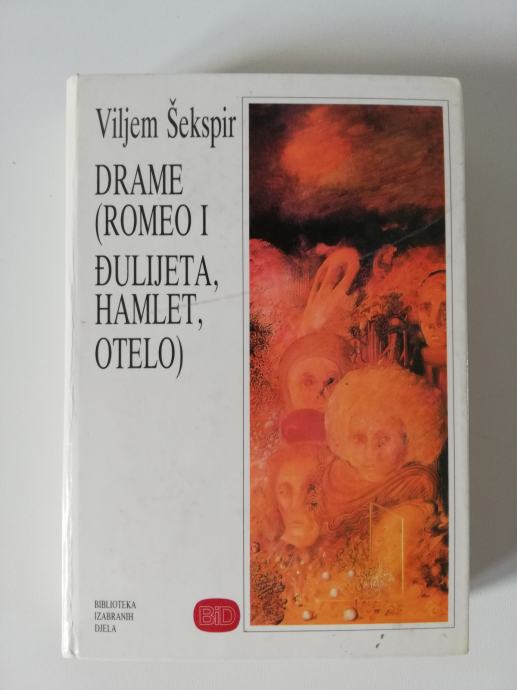 Viljem Šekspir
DRAME
(ROMEO I
ĐULIJETA,
HAMLET,
OTELO)
BIBLIOTEKA
IZABRANIH
DJELA
BiD